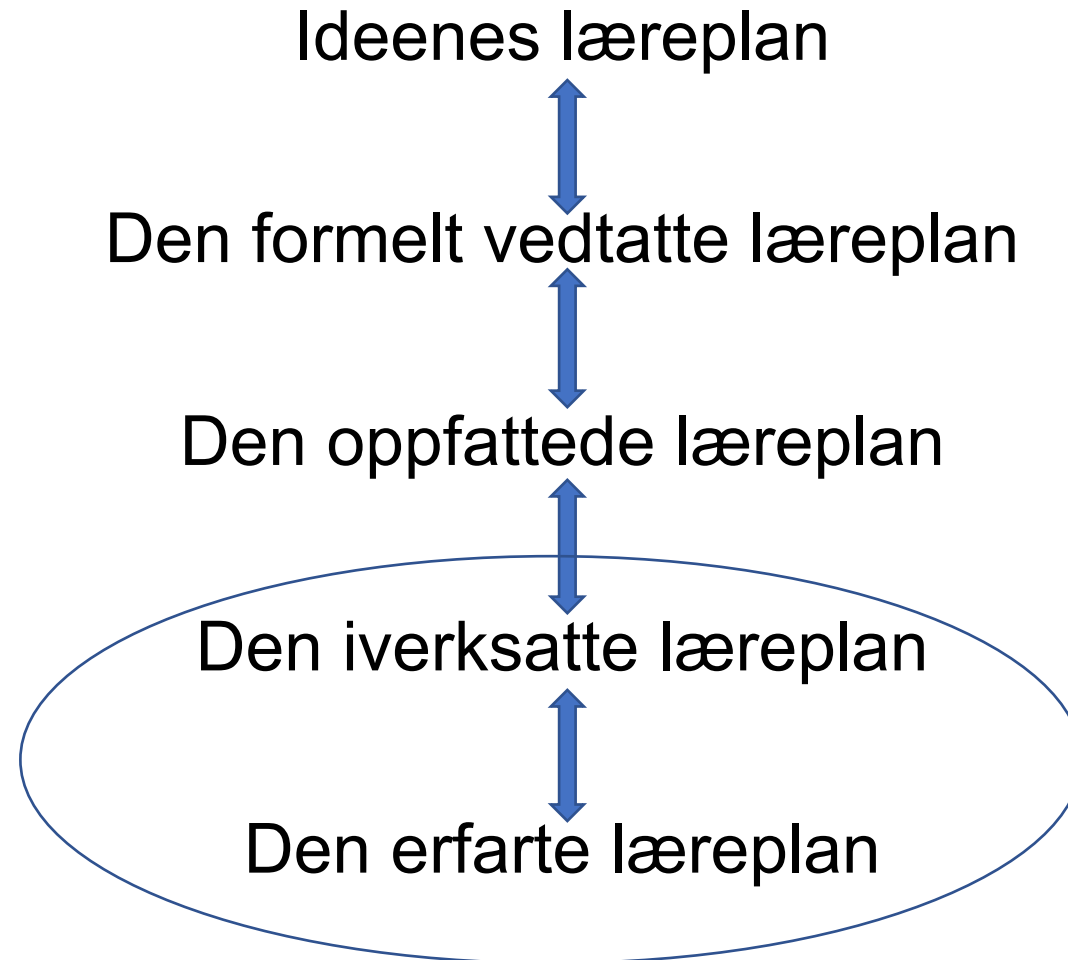 Ideenes læreplan
Den formelt vedtatte læreplan
Den oppfattede læreplan
Den iverksatte læreplan
Den erfarte læreplan